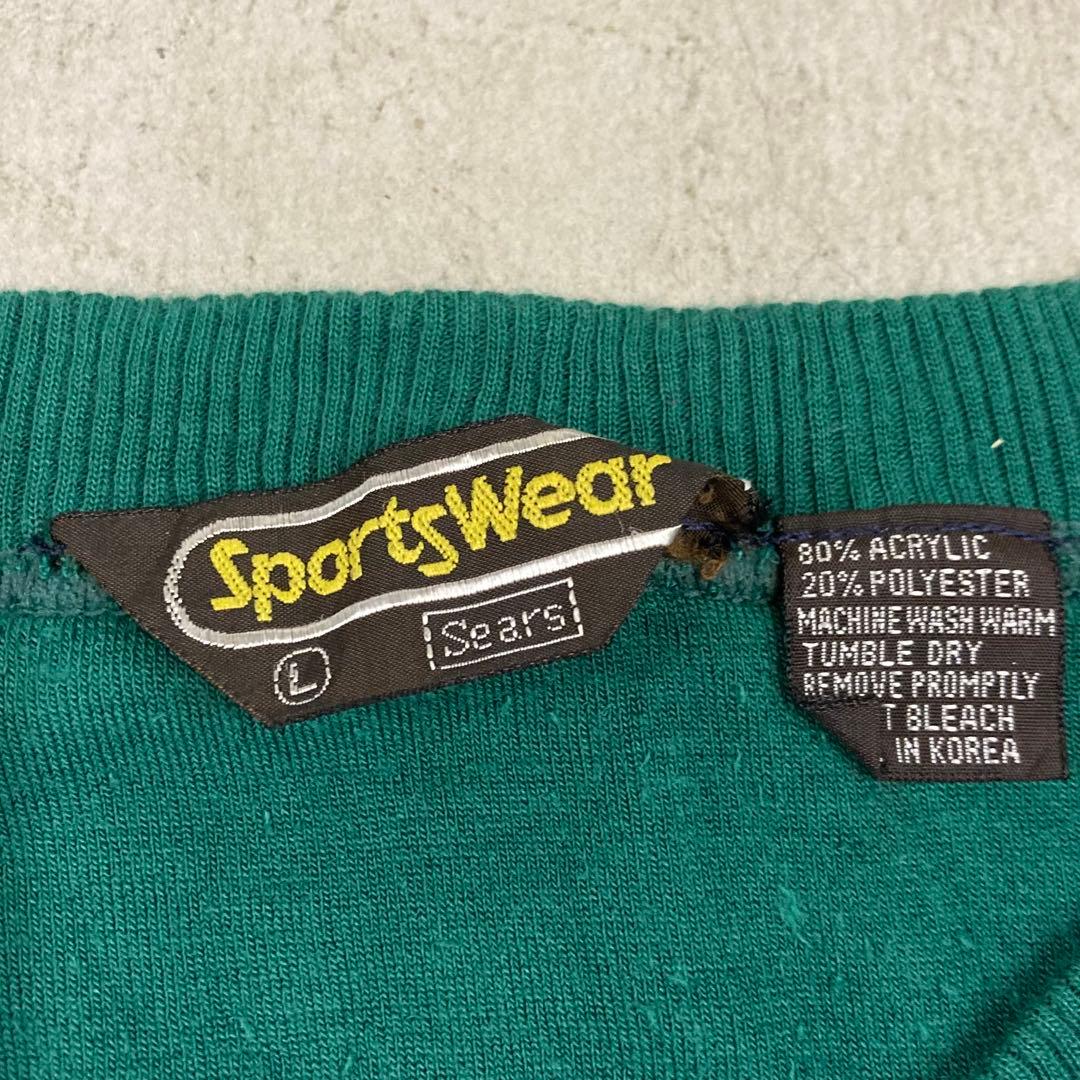 SportsWear
Sears
L
80% ACRYLIC
20% POLYESTER
MACHINE WASH WARM
TUMBLE DRY
REMOVE PROMPTLY
T BLEACH
IN KOREA